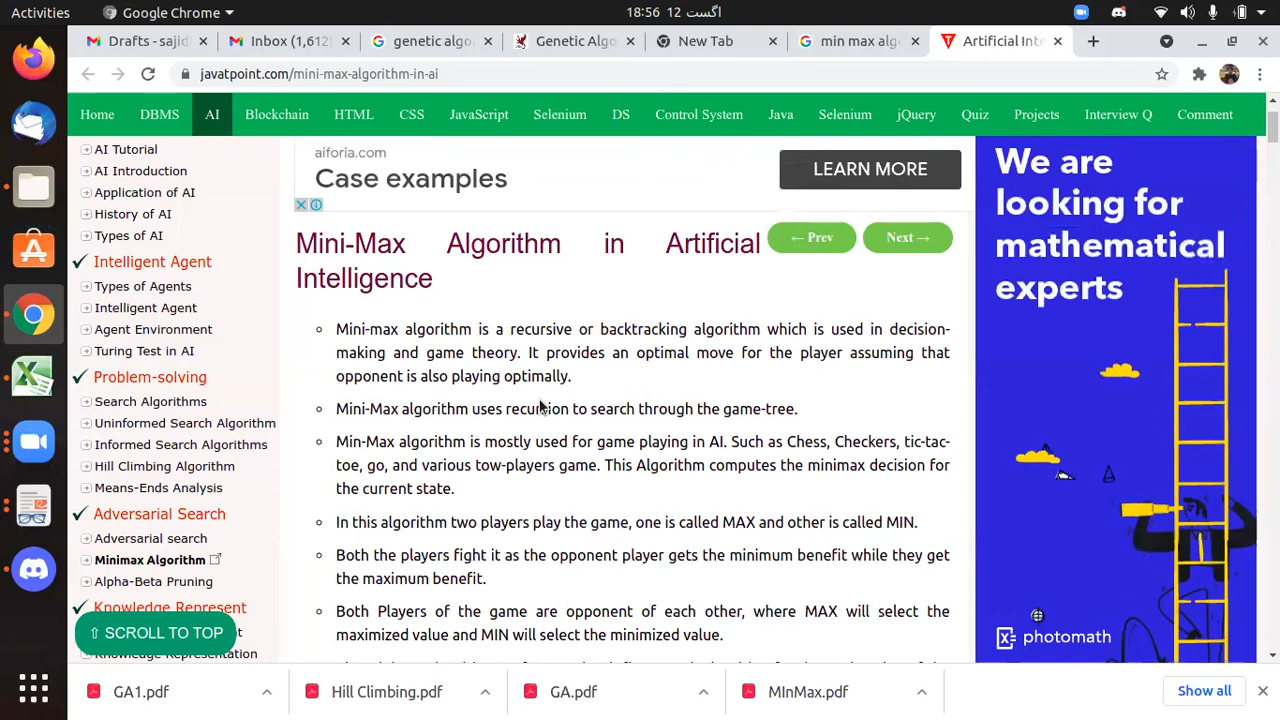 Activities
Google Chrome
18:56 12 اگست
Drafts - sajid
Inbox (1,612)
genetic algo
Genetic Algo
New Tab
min max alg
Artificial Inte
javatpoint.com/mini-max-algorithm-in-ai
Home
DBMS
AI
Blockchain
HTML
CSS
JavaScript
Selenium
DS
Control System
Java
Selenium
jQuery
Quiz
Projects
Interview Q
Comment
AI Tutorial
AI Introduction
Application of AI
History of AI
Types of AI
Intelligent Agent
Types of Agents
Intelligent Agent
Agent Environment
Turing Test in AI
Problem-solving
Search Algorithms
Uninformed Search Algorithm
Informed Search Algorithms
Hill Climbing Algorithm
Means-Ends Analysis
Adversarial Search
Adversarial search
Minimax Algorithm
Alpha-Beta Pruning
Knowledge Represent
⇧ SCROLL TO TOP
aiforia.com
Case examples
LEARN MORE
Mini-Max Algorithm in Artificial
Intelligence
← Prev
Next →
Mini-max algorithm is a recursive or backtracking algorithm which is used in decision-
making and game theory. It provides an optimal move for the player assuming that
opponent is also playing optimally.
Mini-Max algorithm uses recursion to search through the game-tree.
Min-Max algorithm is mostly used for game playing in AI. Such as Chess, Checkers, tic-tac-
toe, go, and various tow-players game. This Algorithm computes the minimax decision for
the current state.
In this algorithm two players play the game, one is called MAX and other is called MIN.
Both the players fight it as the opponent player gets the minimum benefit while they get
the maximum benefit.
Both Players of the game are opponent of each other, where MAX will select the
maximized value and MIN will select the minimized value.
We are
looking for
mathematical
experts
photomath
GA1.pdf
Hill Climbing.pdf
GA.pdf
MInMax.pdf
Show all